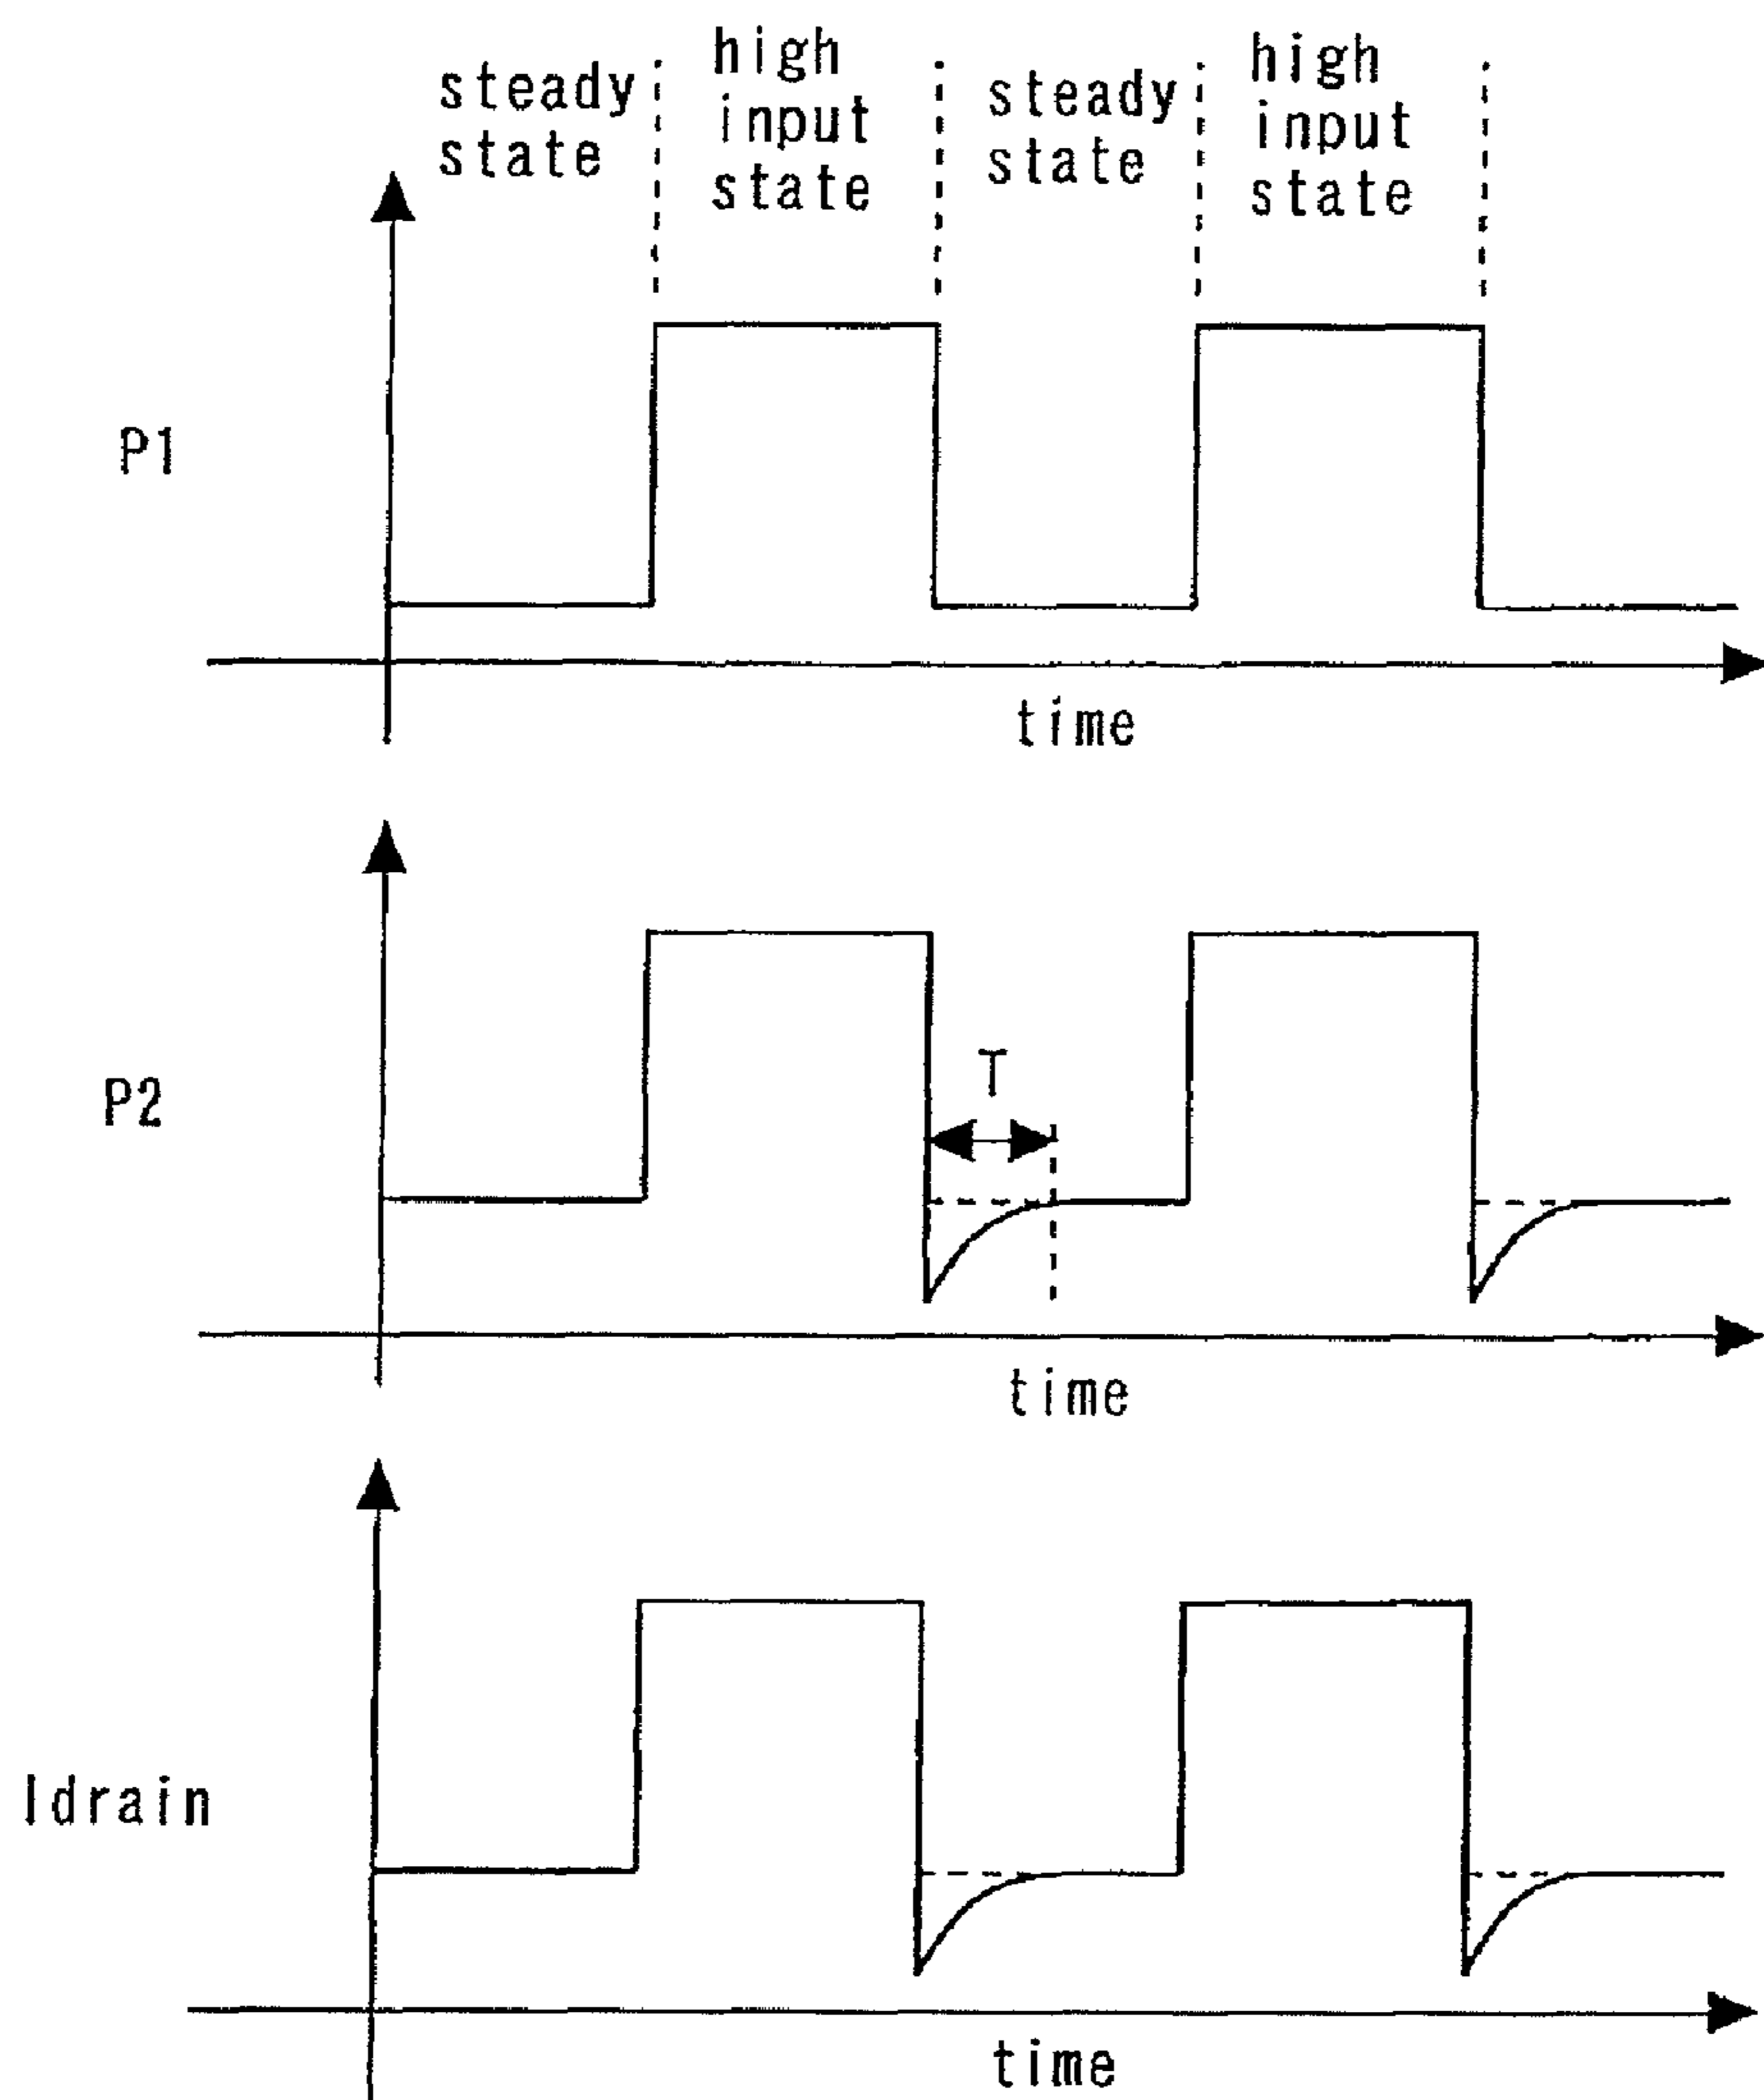 steady
state
high
input
state
steady
state
high
input
state
P1
time
T
P2
time
Idrain
time